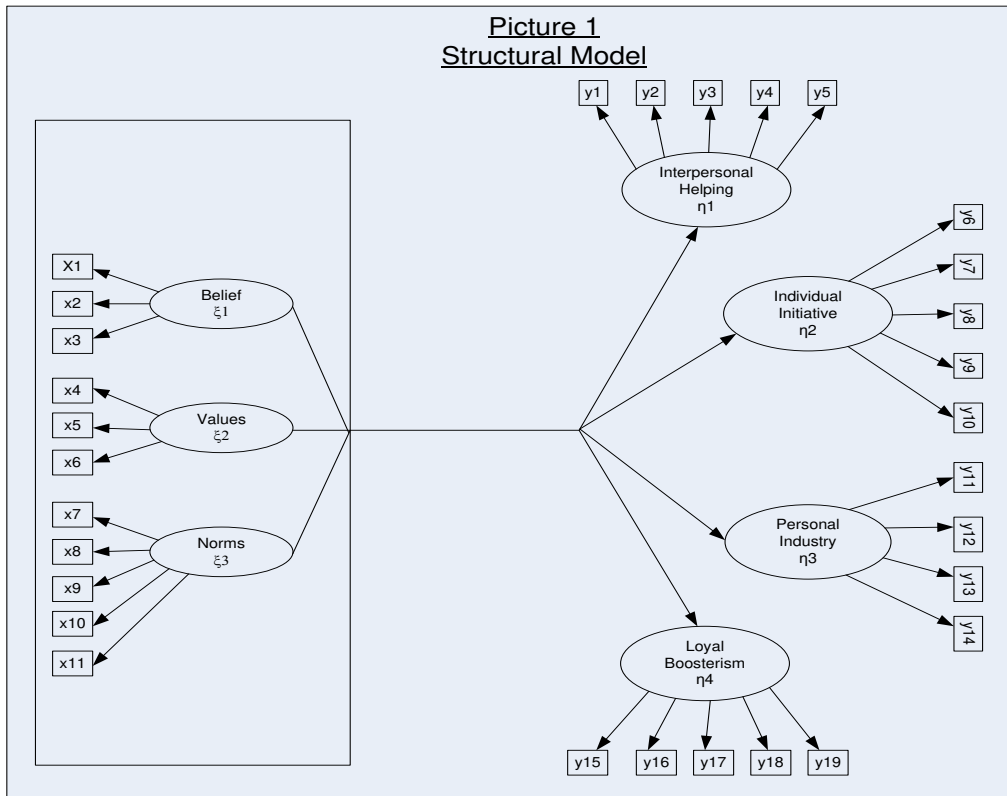 Picture 1
Structural Model
y1 y2 y3 y4 y5
Interpersonal
Helping
η1
X1
x2
x3
Belief
ξ1
x4
x5
x6
Values
ξ2
x7
x8
x9
x10
x11
Norms
ξ3
Individual
Initiative
η2
y6
y7
y8
y9
y10
Personal
Industry
η3
y11
y12
y13
y14
Loyal
Boosterism
η4
y15 y16 y17 y18 y19